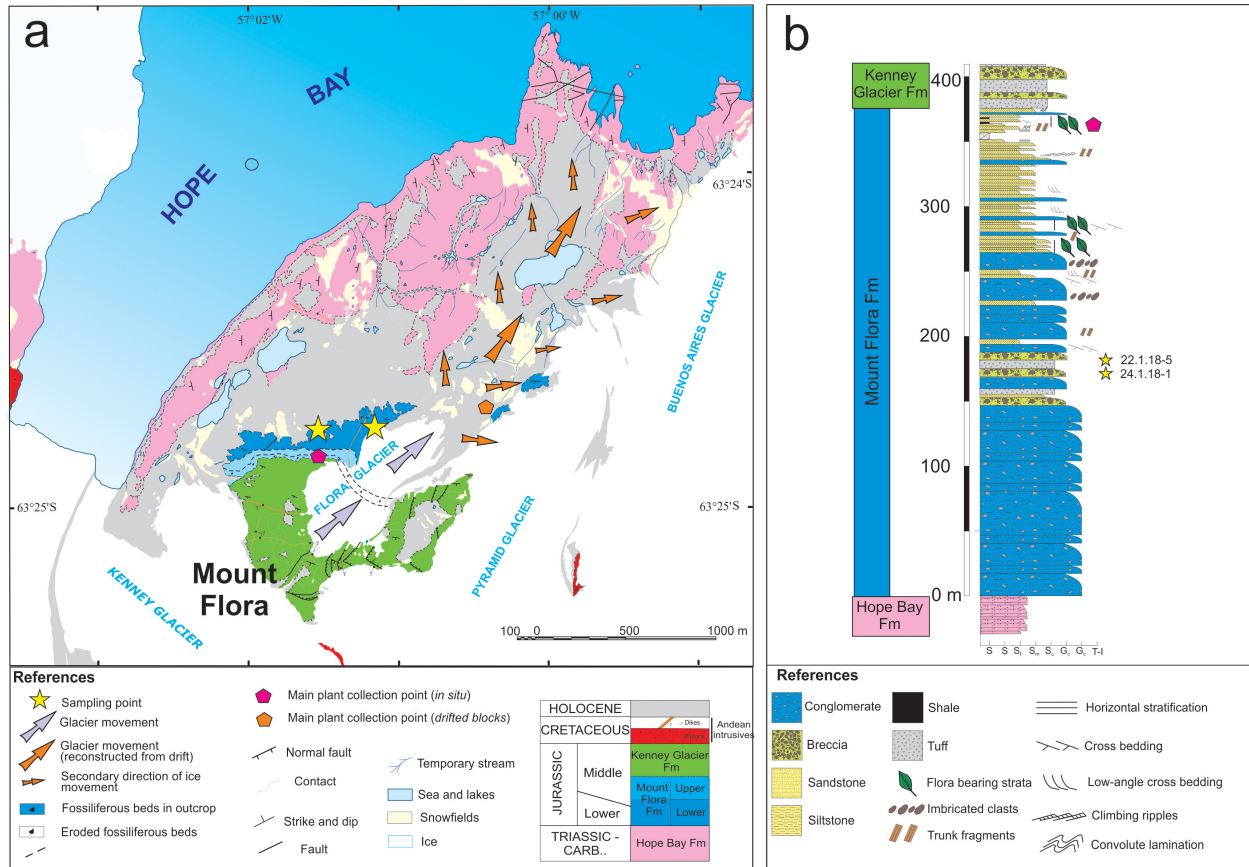 a
57°02'W
57°00'W
BAY
HOPE
63°24'
63°25'S
63°25'S
BUENOS AIRES GLACIER
FLORA GLACIER
PYRAMID GLACIER
KENNEY GLACIER
Mount
Flora
100 0 500 1000 m
References
Sampling point
Glacier movement
Glacier movement
(reconstructed from drift)
Secondary direction of ice
movement
Fossiliferous beds in outcrop
Eroded fossiliferous beds
Main plant collection point (in situ)
Main plant collection point (drifted blocks)
Normal fault
Contact
Strike and dip
Fault
Temporary stream
Sea and lakes
Snowfields
Ice
HOLOCENE
CRETACEOUS
Dikes
Andean
intrusives
JURASSIC
Middle
Lower
Kenney Glacier
Fm
Mount
Flora
Fm
Upper
Lower
TRIASSIC -
CARB..
Hope Bay Fm
b
Kenney
Glacier Fm
Mount Flora Fm
Hope Bay
Fm
400
300
200
100
0 m
22.1.18-5
24.1.18-1
References
Conglomerate
Breccia
Sandstone
Siltstone
Shale
Tuff
Flora bearing strata
Imbricated clasts
Trunk fragments
Horizontal stratification
Cross bedding
Low-angle cross bedding
Climbing ripples
Convolute lamination